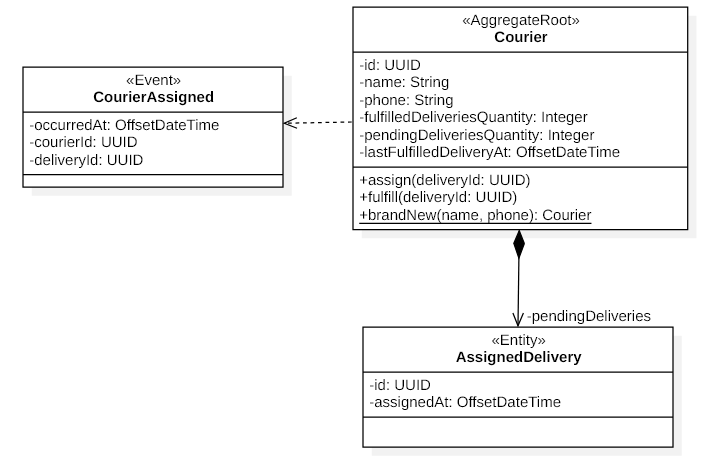 «AggregateRoot»
Courier
-id: UUID
-name: String
-phone: String
-fulfilledDeliveriesQuantity: Integer
-pendingDeliveriesQuantity: Integer
-lastFulfilledDeliveryAt: OffsetDateTime
+assign(deliveryId: UUID)
+fulfill(deliveryId: UUID)
+brandNew(name, phone): Courier
«Event»
CourierAssigned
-occurredAt: OffsetDateTime
-courierId: UUID
-deliveryId: UUID
-pendingDeliveries
«Entity»
AssignedDelivery
-id: UUID
-assignedAt: OffsetDateTime